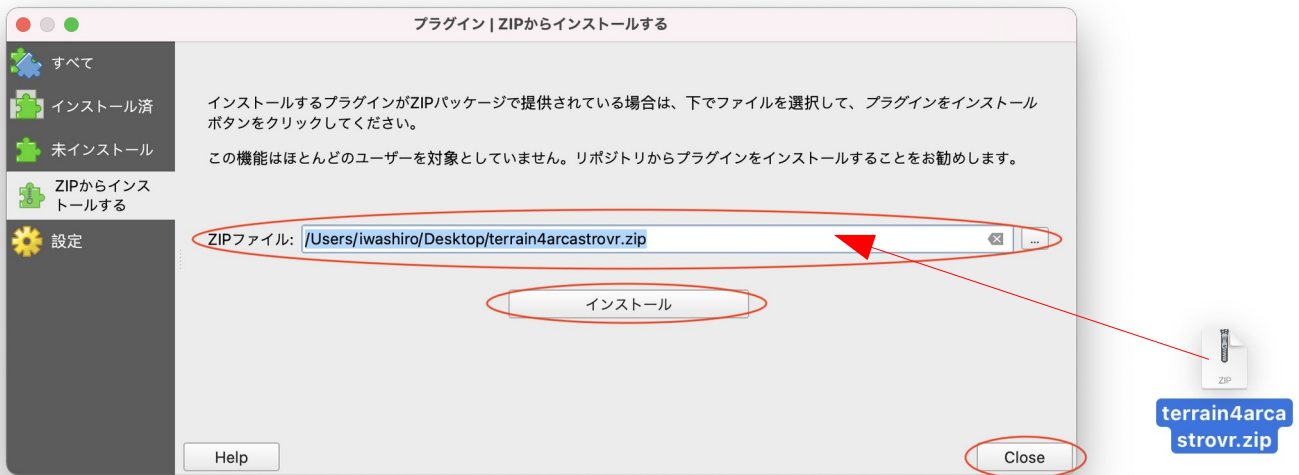 プラグイン | ZIPからインストールする
すべて
インストール済
未インストール
ZIPからインス
トールする
設定
インストールするプラグインがZIPパッケージで提供されている場合は、下でファイルを選択して、プラグインをインストール
ボタンをクリックしてください。
この機能はほとんどのユーザーを対象としていません。リポジトリからプラグインをインストールすることをお勧めします。
ZIPファイル: /Users/iwashiro/Desktop/terrain4arcastrovr.zip ...
インストール
Help
Close
ZIP
terrain4arca
strovr.zip